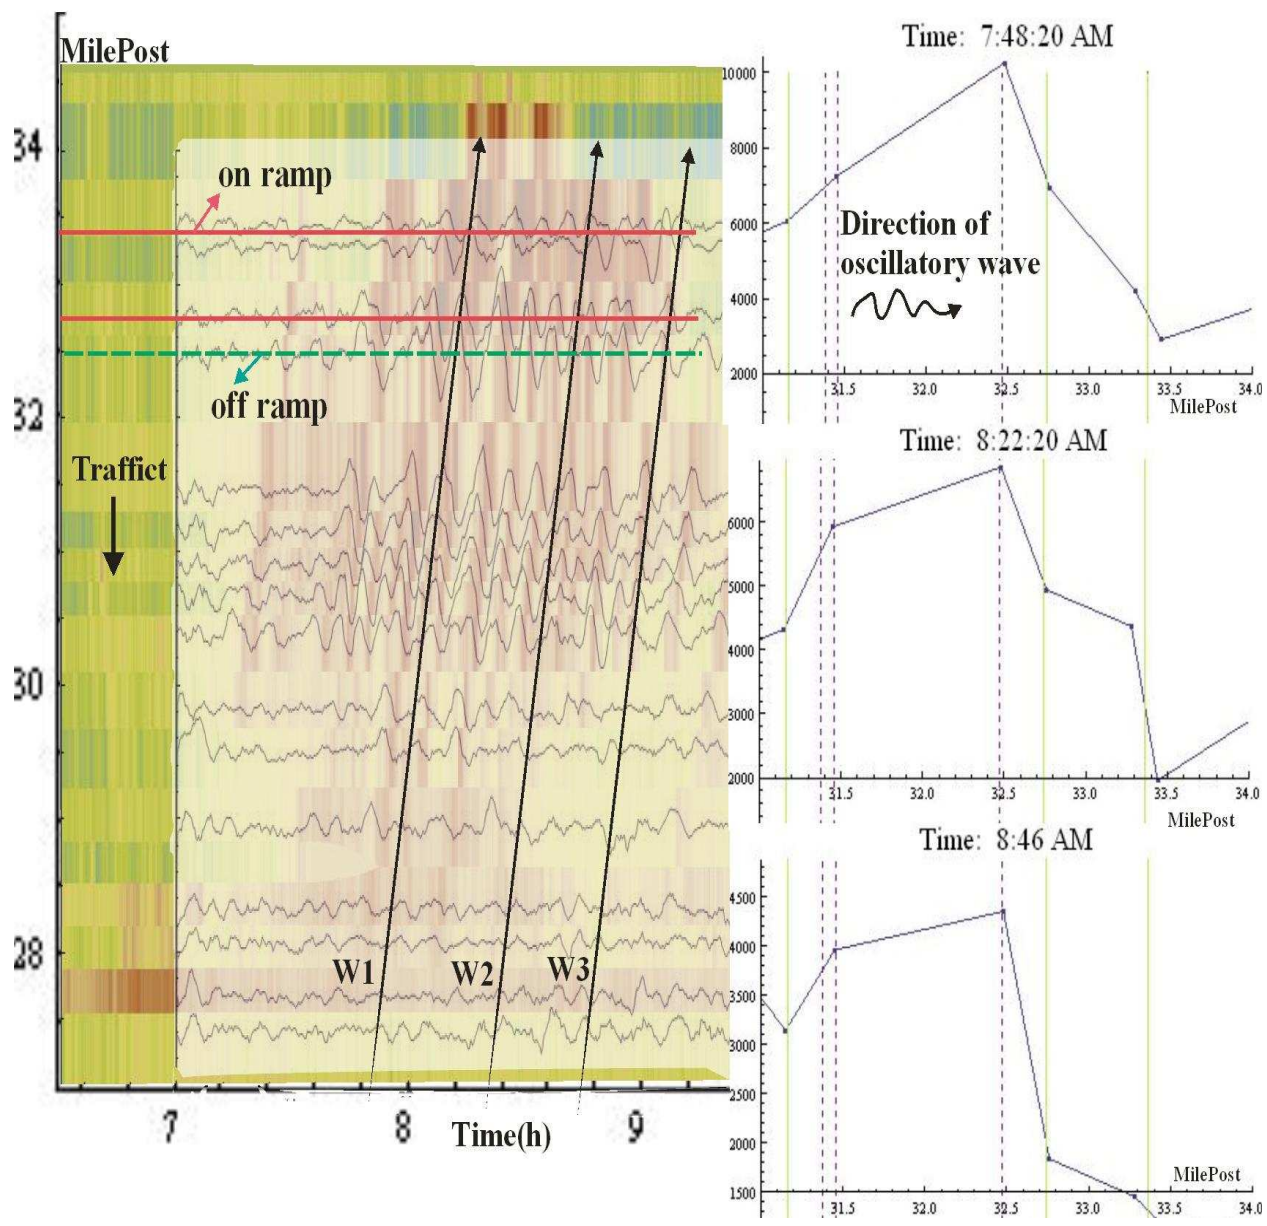 MilePost
34
on ramp
off ramp
32
Traffict
30
28
W1
W2
W3
7
8
9
Time(h)
Time: 7:48:20 AM
10000
8000
6000
4000
2000
Direction of
oscillatory wave
31.5
32.0
32.5
33.0
33.5
34.0
MilePost
Time: 8:22:20 AM
6000
5000
4000
3000
2000
31.5
32.0
32.5
33.0
33.5
34.0
MilePost
Time: 8:46 AM
4500
4000
3500
3000
2500
2000
1500
MilePost
31.5
32.0
32.5
33.0
33.5
34.0